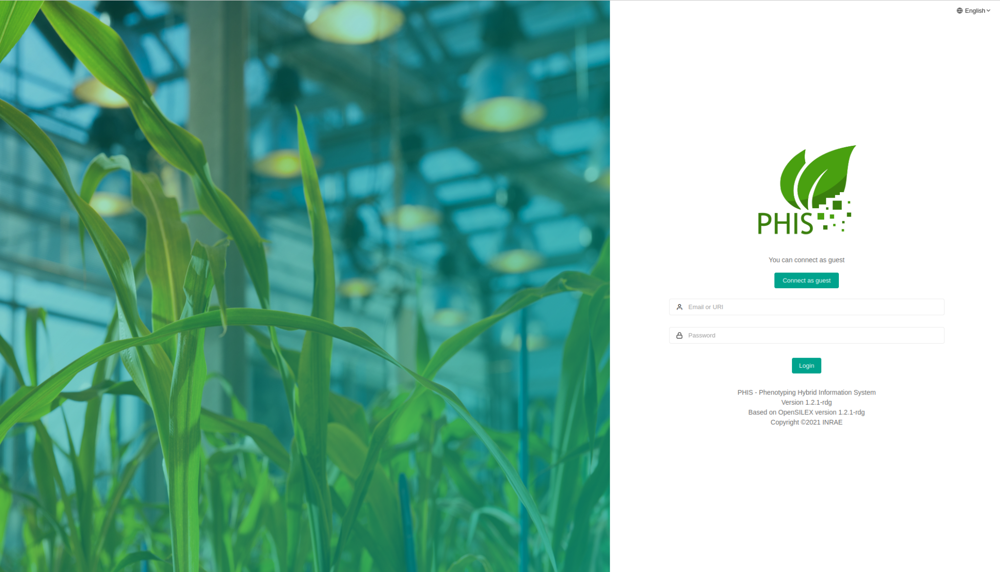 English
PHIS
You can connect as guest
Connect as guest
Email or URI
Password
Login
PHIS - Phenotyping Hybrid Information System
Version 1.2.1-rdg
Based on OpenSILEX version 1.2.1-rdg
Copyright ©2021 INRAE